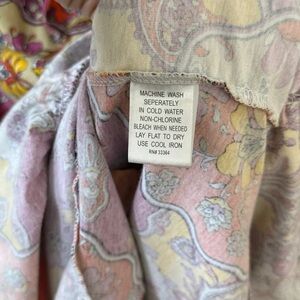 MACHINE WASH
SEPERATELY
IN COLD WATER
NON-CHLORINE
BLEACH WHEN NEEDED
LAY FLAT TO DRY
USE COOL IRON
RN# 33364